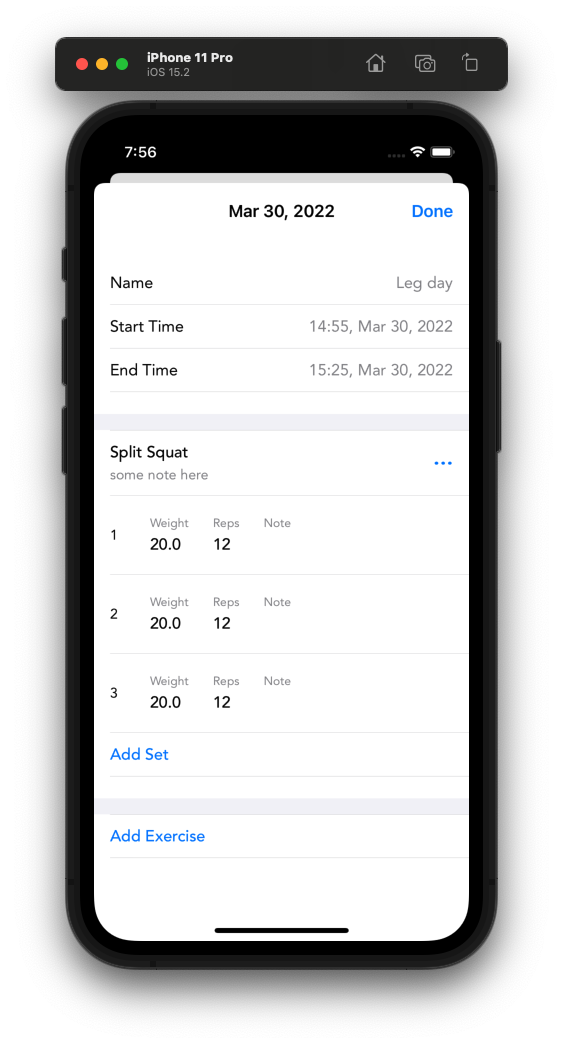 iPhone 11 Pro
iOS 15.2
7:56
Mar 30, 2022 Done
Name Leg day
Start Time 14:55, Mar 30, 2022
End Time 15:25, Mar 30, 2022
Split Squat
some note here
Weight Reps Note
1
20.0 12
Weight Reps Note
2
20.0 12
Weight Reps Note
3
20.0 12
Add Set
Add Exercise